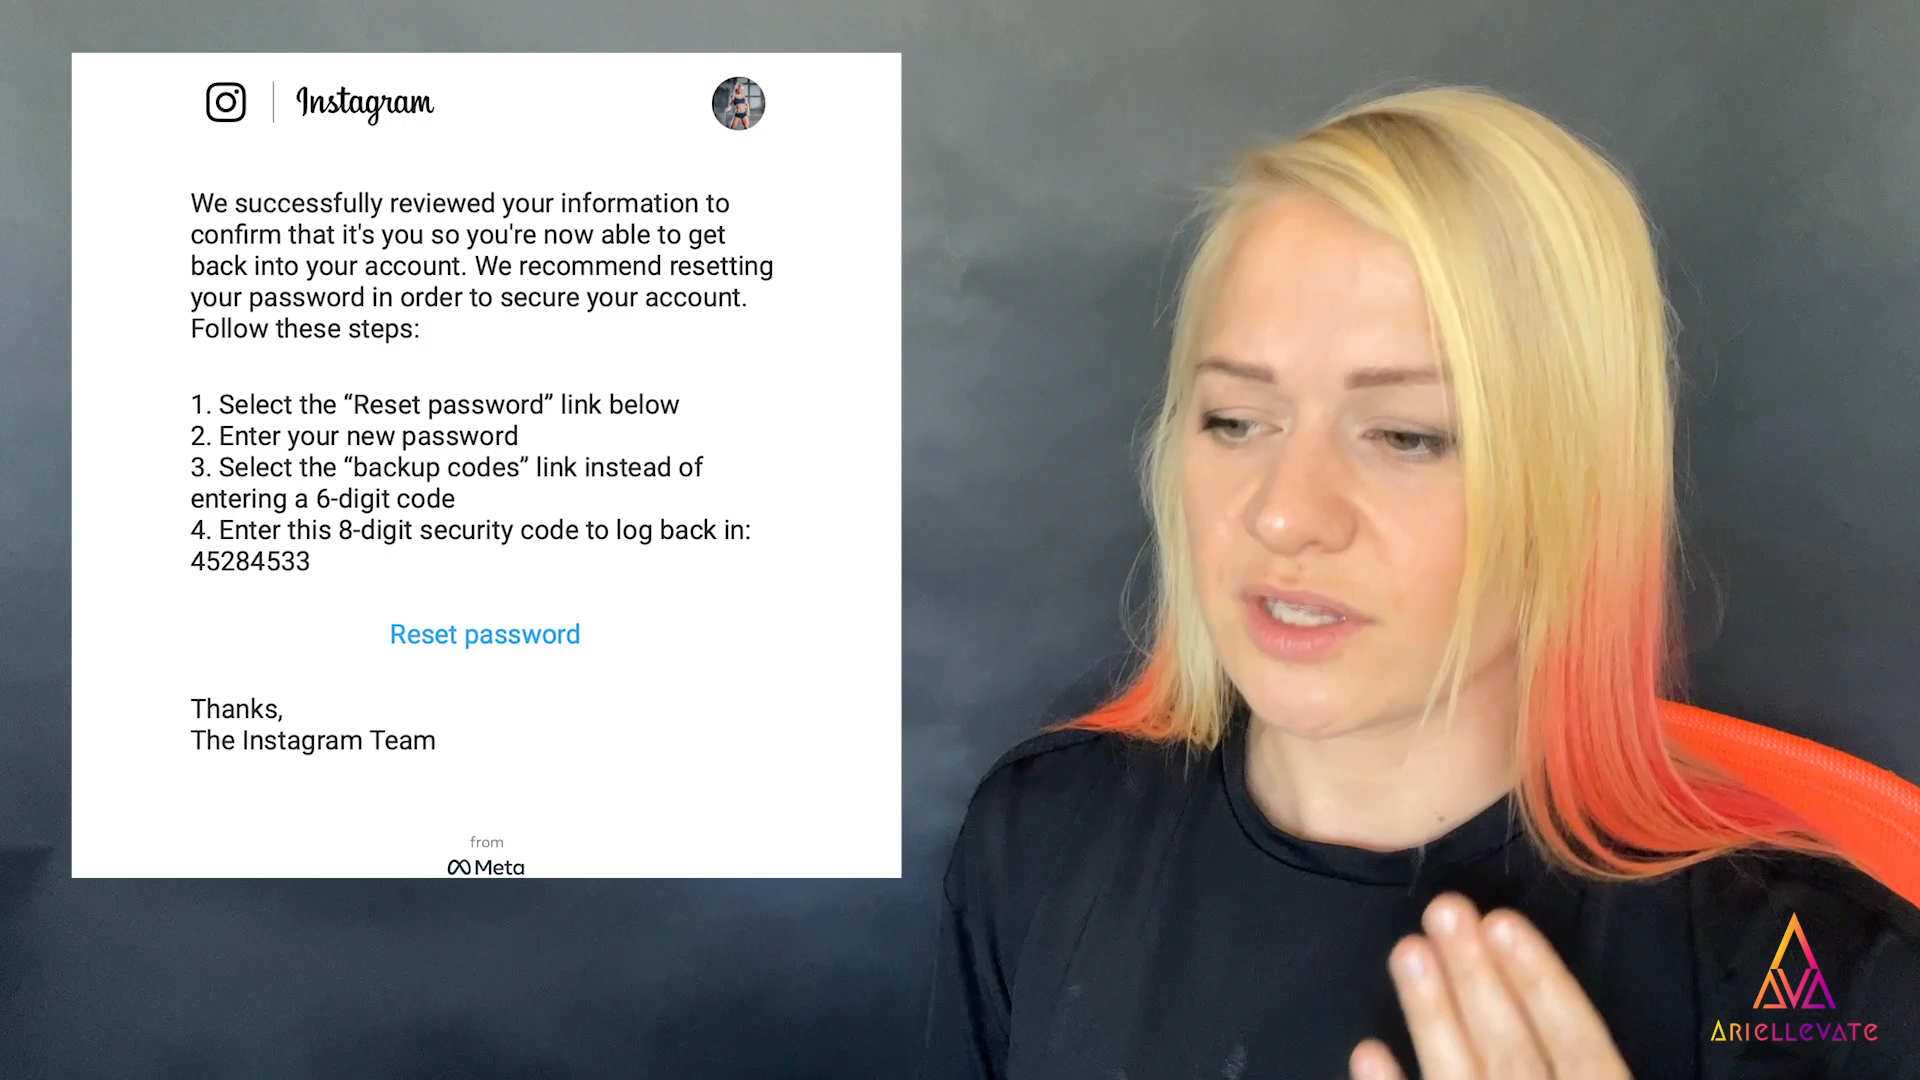 Instagram
We successfully reviewed your information to
confirm that it's you so you're now able to get
back into your account. We recommend resetting
your password in order to secure your account.
Follow these steps:
1. Select the “Reset password” link below
2. Enter your new password
3. Select the “backup codes” link instead of
entering a 6-digit code
4. Enter this 8-digit security code to log back in:
45284533
Reset password
Thanks,
The Instagram Team
from
Meta
ARIELLEVATE